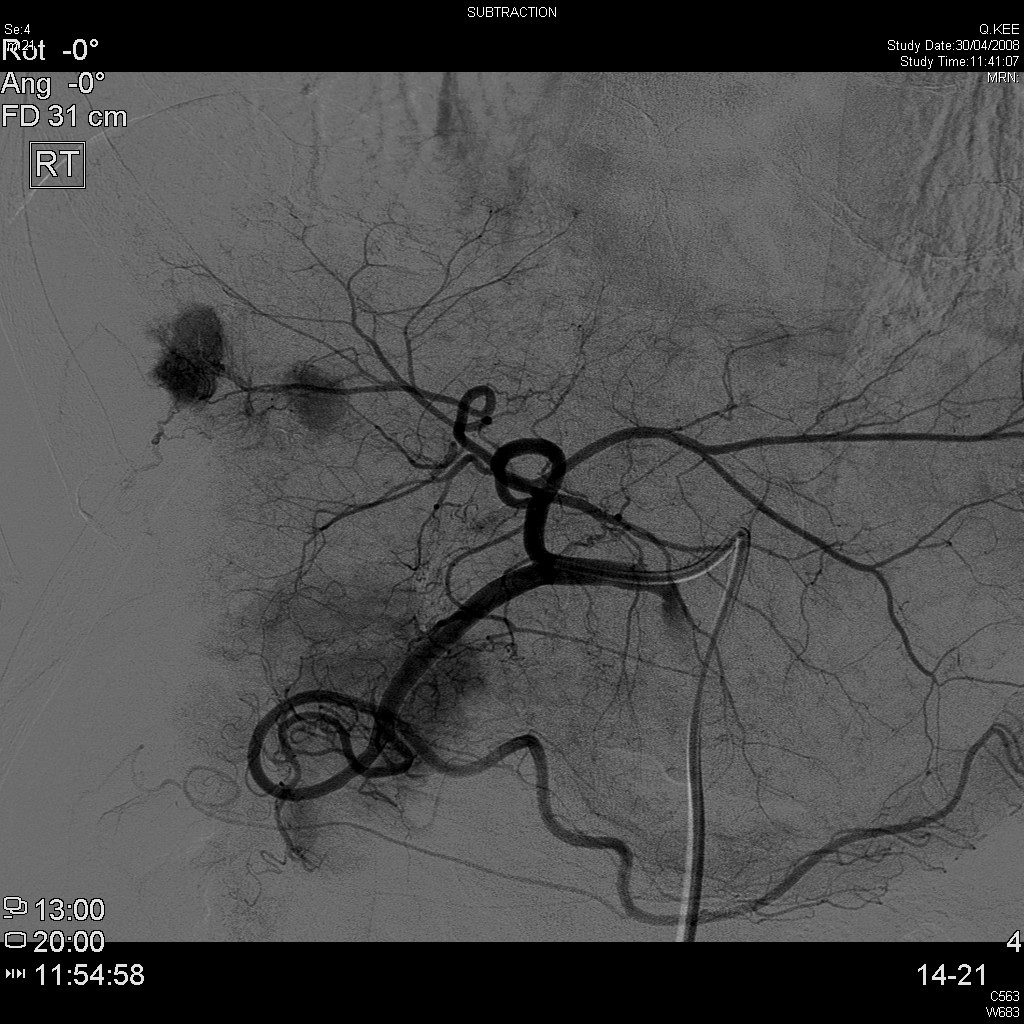 SUBTRACTION
Se:4
Q.KEE
Rot -0°
Study Date:30/04/2008
Study Time:11:41:07
MRN:
Ang -0°
FD 31 cm
RT
13:00
20:00
4
11:54:58
14-21
C563
W683